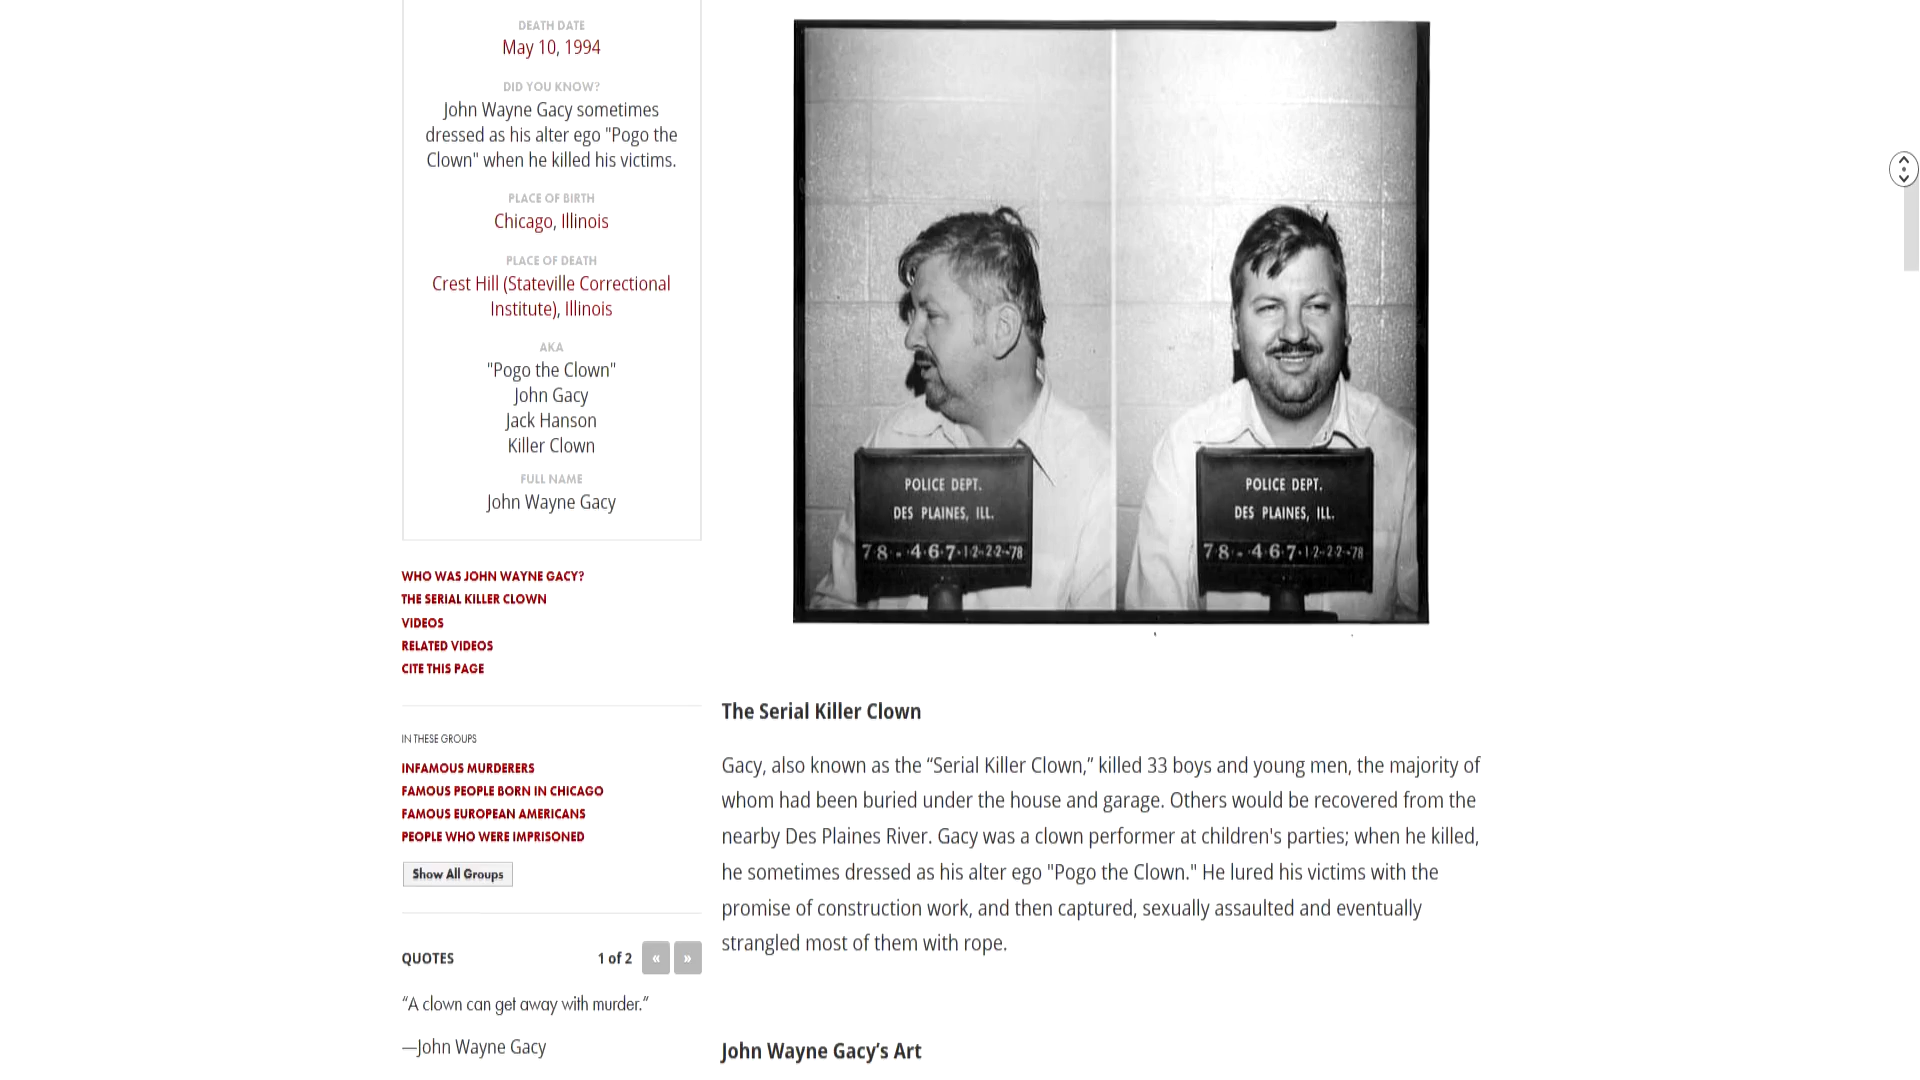 DEATH DATE
May 10, 1994
DID YOU KNOW?
John Wayne Gacy sometimes
dressed as his alter ego "Pogo the
Clown" when he killed his victims.
PLACE OF BIRTH
Chicago, Illinois
PLACE OF DEATH
Crest Hill (Stateville Correctional
Institute), Illinois
AKA
"Pogo the Clown"
John Gacy
Jack Hanson
Killer Clown
FULL NAME
John Wayne Gacy
WHO WAS JOHN WAYNE GACY?
THE SERIAL KILLER CLOWN
VIDEOS
RELATED VIDEOS
CITE THIS PAGE
IN THESE GROUPS
INFAMOUS MURDERERS
FAMOUS PEOPLE BORN IN CHICAGO
FAMOUS EUROPEAN AMERICANS
PEOPLE WHO WERE IMPRISONED
Show All Groups
QUOTES 1 of 2 « »
“A clown can get away with murder.”
—John Wayne Gacy
POLICE DEPT.
DES PLAINES, ILL.
78-467-12-22-78
POLICE DEPT.
DES PLAINES, ILL.
78-467-12-22-78
The Serial Killer Clown
Gacy, also known as the “Serial Killer Clown,” killed 33 boys and young men, the majority of
whom had been buried under the house and garage. Others would be recovered from the
nearby Des Plaines River. Gacy was a clown performer at children's parties; when he killed,
he sometimes dressed as his alter ego "Pogo the Clown." He lured his victims with the
promise of construction work, and then captured, sexually assaulted and eventually
strangled most of them with rope.
John Wayne Gacy’s Art